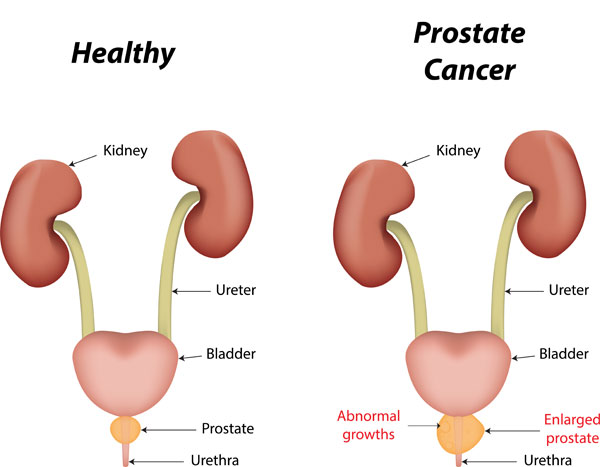 Healthy
Kidney
Ureter
Bladder
Prostate
Urethra
Prostate
Cancer
Kidney
Ureter
Bladder
Abnormal
growths
Enlarged
prostate
Urethra